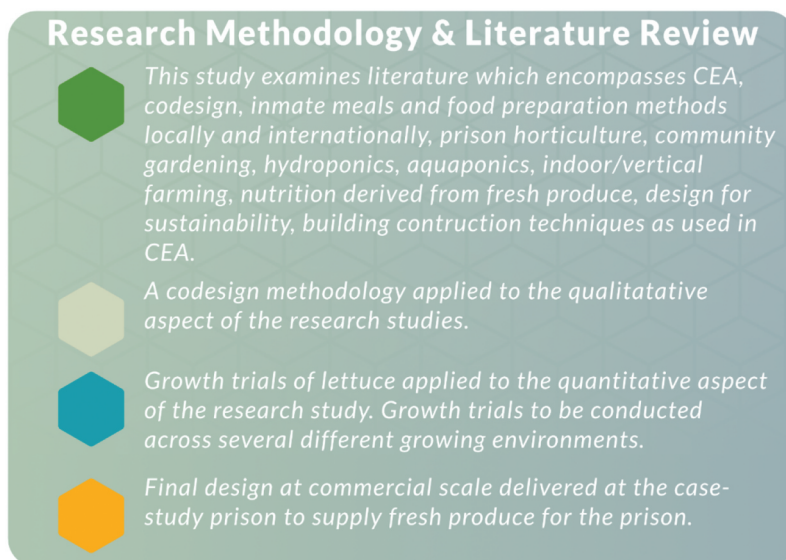 Research Methodology & Literature Review
This study examines literature which encompasses CEA,
codesign, inmate meals and food preparation methods
locally and internationally, prison horticulture, community
gardening, hydroponics, aquaponics, indoor/vertical
farming, nutrition derived from fresh produce, design for
sustainability, building contruction techniques as used in
CEA.
A codesign methodology applied to the qualitatative
aspect of the research studies.
Growth trials of lettuce applied to the quantitative aspect
of the research study. Growth trials to be conducted
across several different growing environments.
Final design at commercial scale delivered at the case-
study prison to supply fresh produce for the prison.